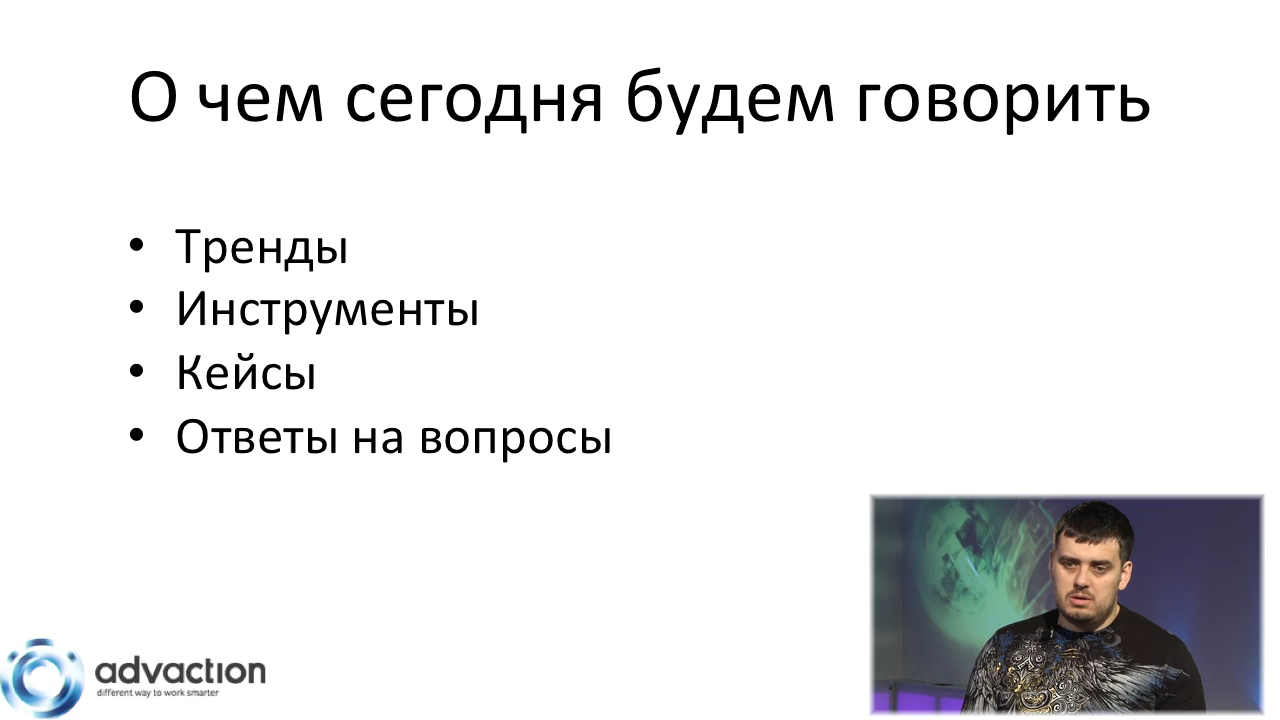 О чем сегодня будем говорить
• Тренды
• Инструменты
• Кейсы
• Ответы на вопросы
advaction
different way to work smarter